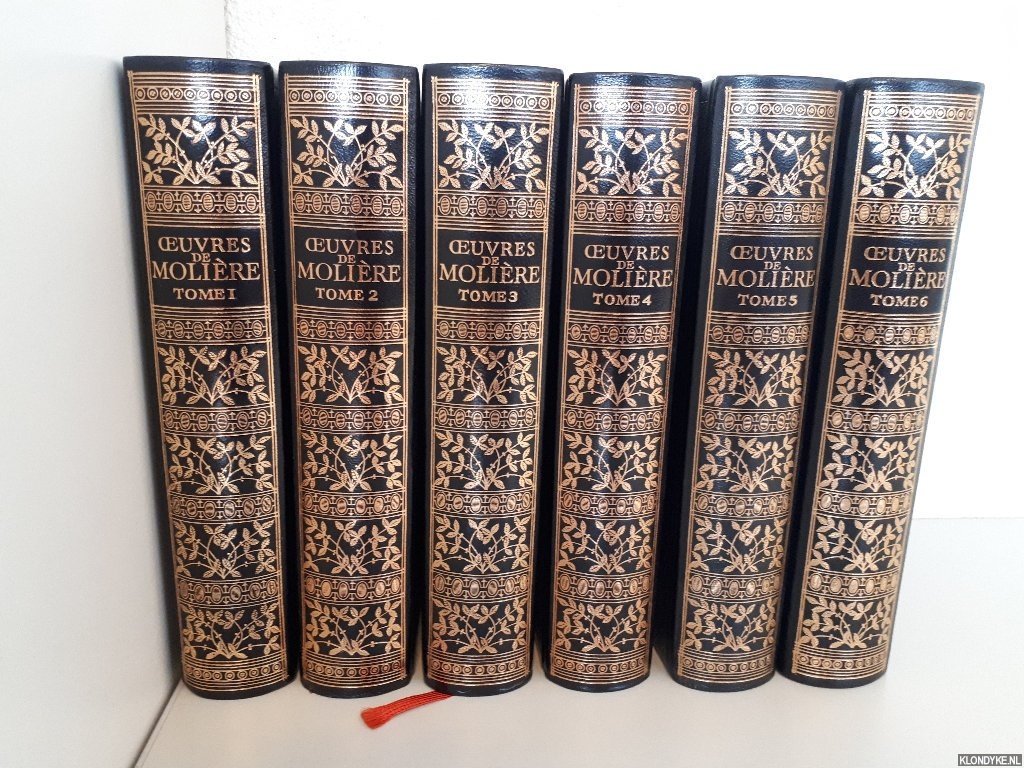 ŒUVRES
DE
MOLIÈRE
TOME 1
ŒUVRES
DE
MOLIÈRE
TOME 2
ŒUVRES
DE
MOLIÈRE
TOME 3
ŒUVRES
DE
MOLIÈRE
TOME 4
ŒUVRES
DE
MOLIÈRE
TOME 5
ŒUVRES
DE
MOLIÈRE
TOME 6
KLONDYKE.NL